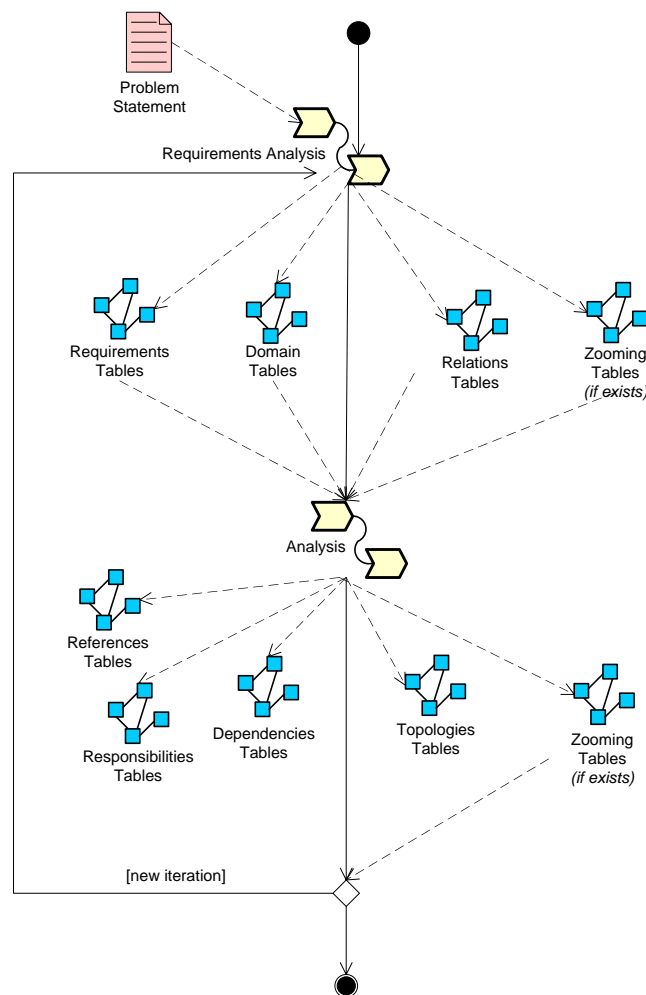 Problem
Statement
Requirements Analysis
Requirements
Tables
Domain
Tables
Relations
Tables
Zooming
Tables
(if exists)
Analysis
References
Tables
Responsibilities
Tables
Dependencies
Tables
Topologies
Tables
Zooming
Tables
(if exists)
[new iteration]